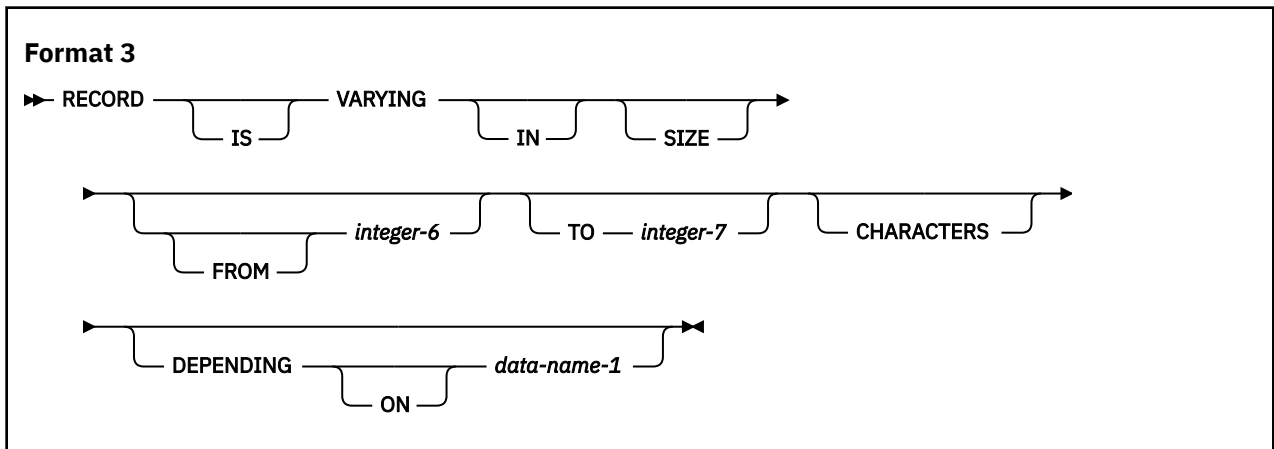 Format 3
RECORD IS VARYING IN SIZE
FROM integer-6 TO integer-7 CHARACTERS
DEPENDING ON data-name-1